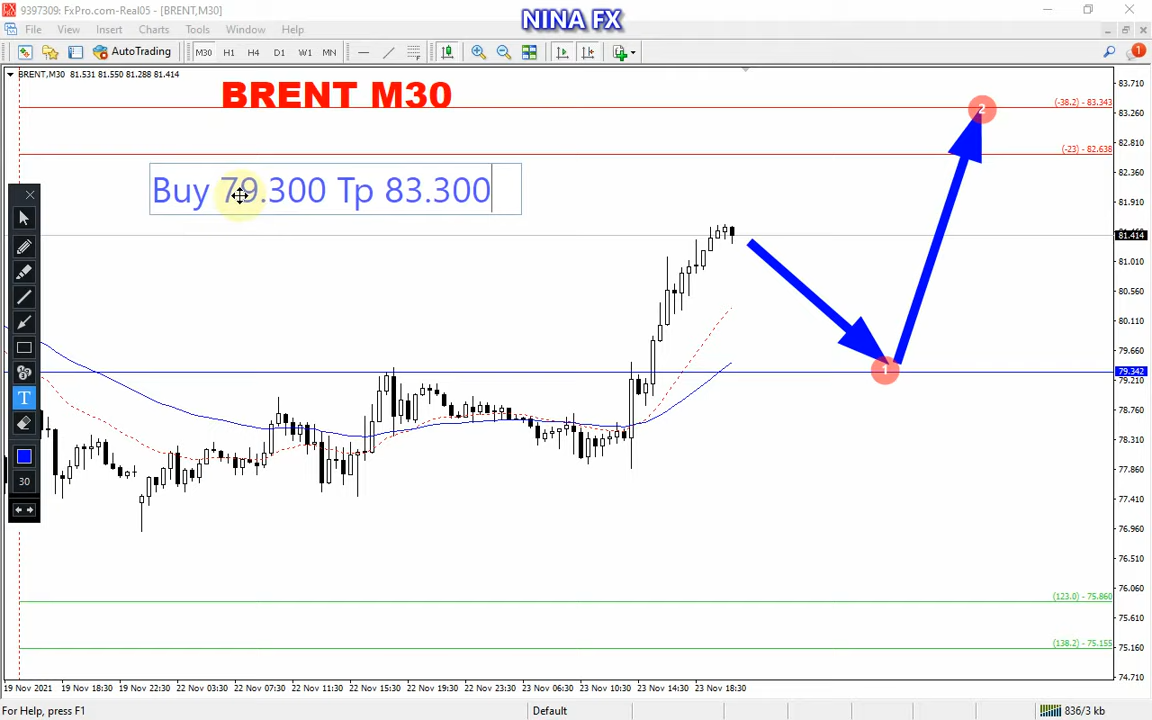 9397309: FxPro.com-Real05 - [BRENT,M30]
NINA FX
File View Insert Charts Tools Window Help
AutoTrading M30 H1 H4 D1 W1 MN
1
BRENT,M30 81.531 81.550 81.288 81.414
BRENT M30
83.710
(-38.2) - 83.343
2
83.260
82.810
(-23) - 82.638
82.360
Buy 79.300 Tp 83.300
81.910
81.414
81.010
80.560
80.110
79.660
79.342
1
79.210
T
78.760
78.310
30
77.860
77.410
76.960
76.510
76.060
(123.0) - 75.860
75.610
(138.2) - 75.155
75.160
74.710
19 Nov 2021 19 Nov 18:30 19 Nov 22:30 22 Nov 03:30 22 Nov 07:30 22 Nov 11:30 22 Nov 15:30 22 Nov 19:30 22 Nov 23:30 23 Nov 06:30 23 Nov 10:30 23 Nov 14:30 23 Nov 18:30
For Help, press F1 Default 836/3 kb